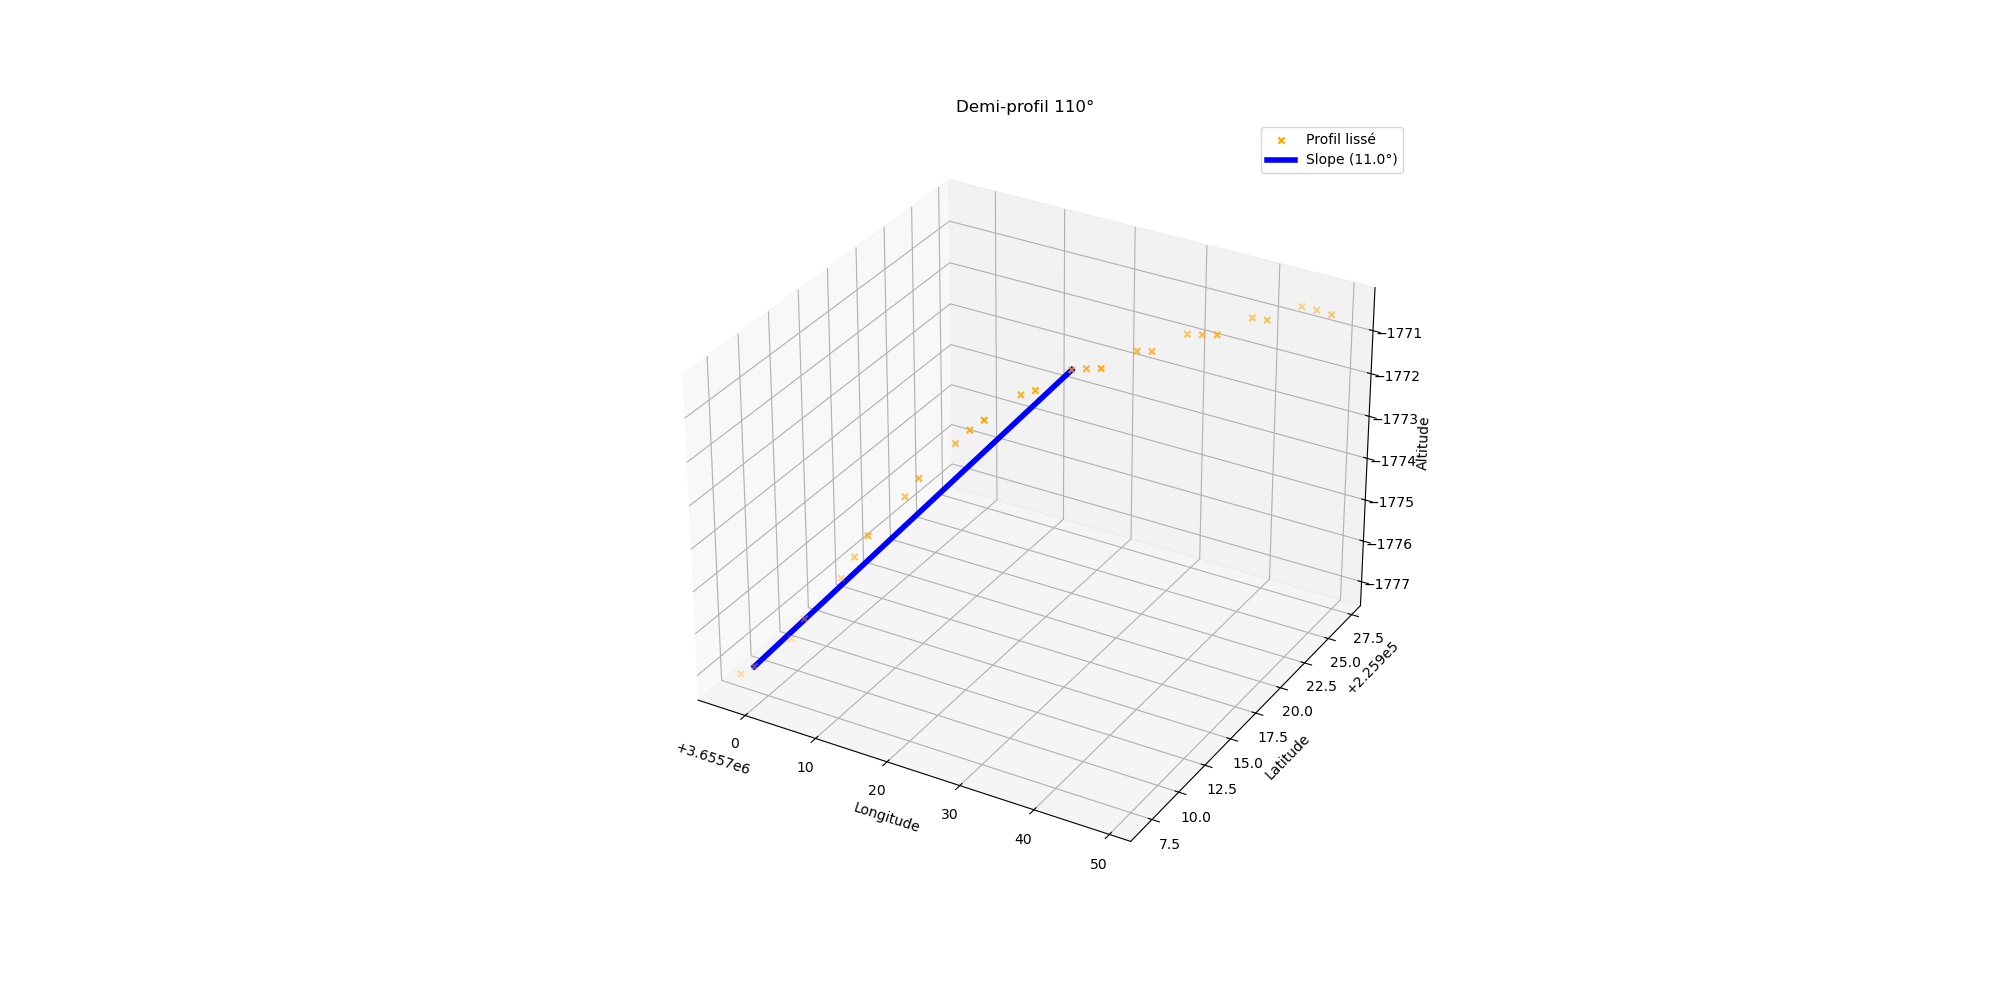 Demi-profil 110°
Profil lissé
Slope (11.0°)
−1771
−1772
−1773
−1774
−1775
−1776
−1777
Altitude
27.5
25.0
22.5
20.0
17.5
15.0
12.5
10.0
7.5
+2.259e5
Latitude
0
10
20
30
40
50
+3.6557e6
Longitude